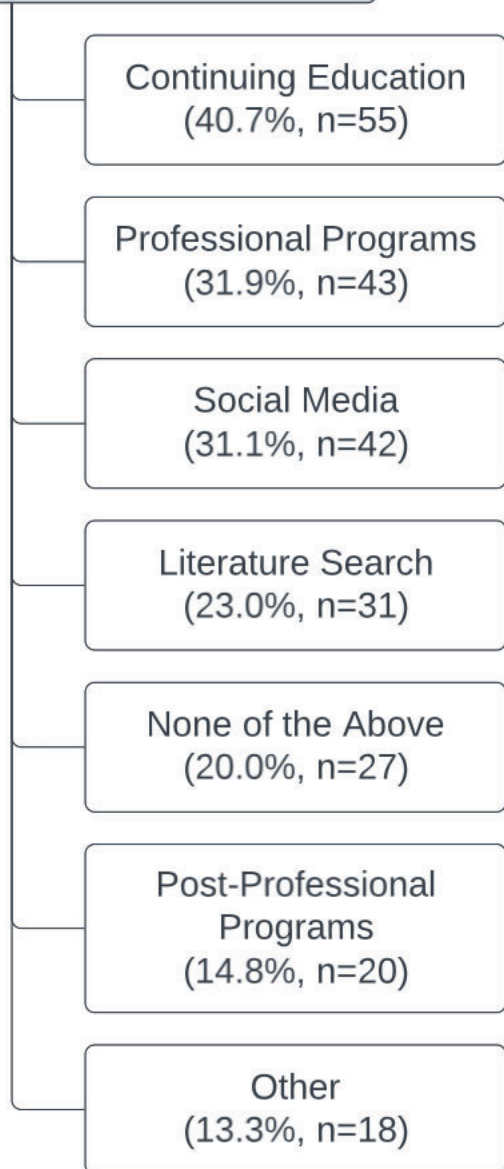 Continuing Education
(40.7%, n=55)
Professional Programs
(31.9%, n=43)
Social Media
(31.1%, n=42)
Literature Search
(23.0%, n=31)
None of the Above
(20.0%, n=27)
Post-Professional
Programs
(14.8%, n=20)
Other
(13.3%, n=18)